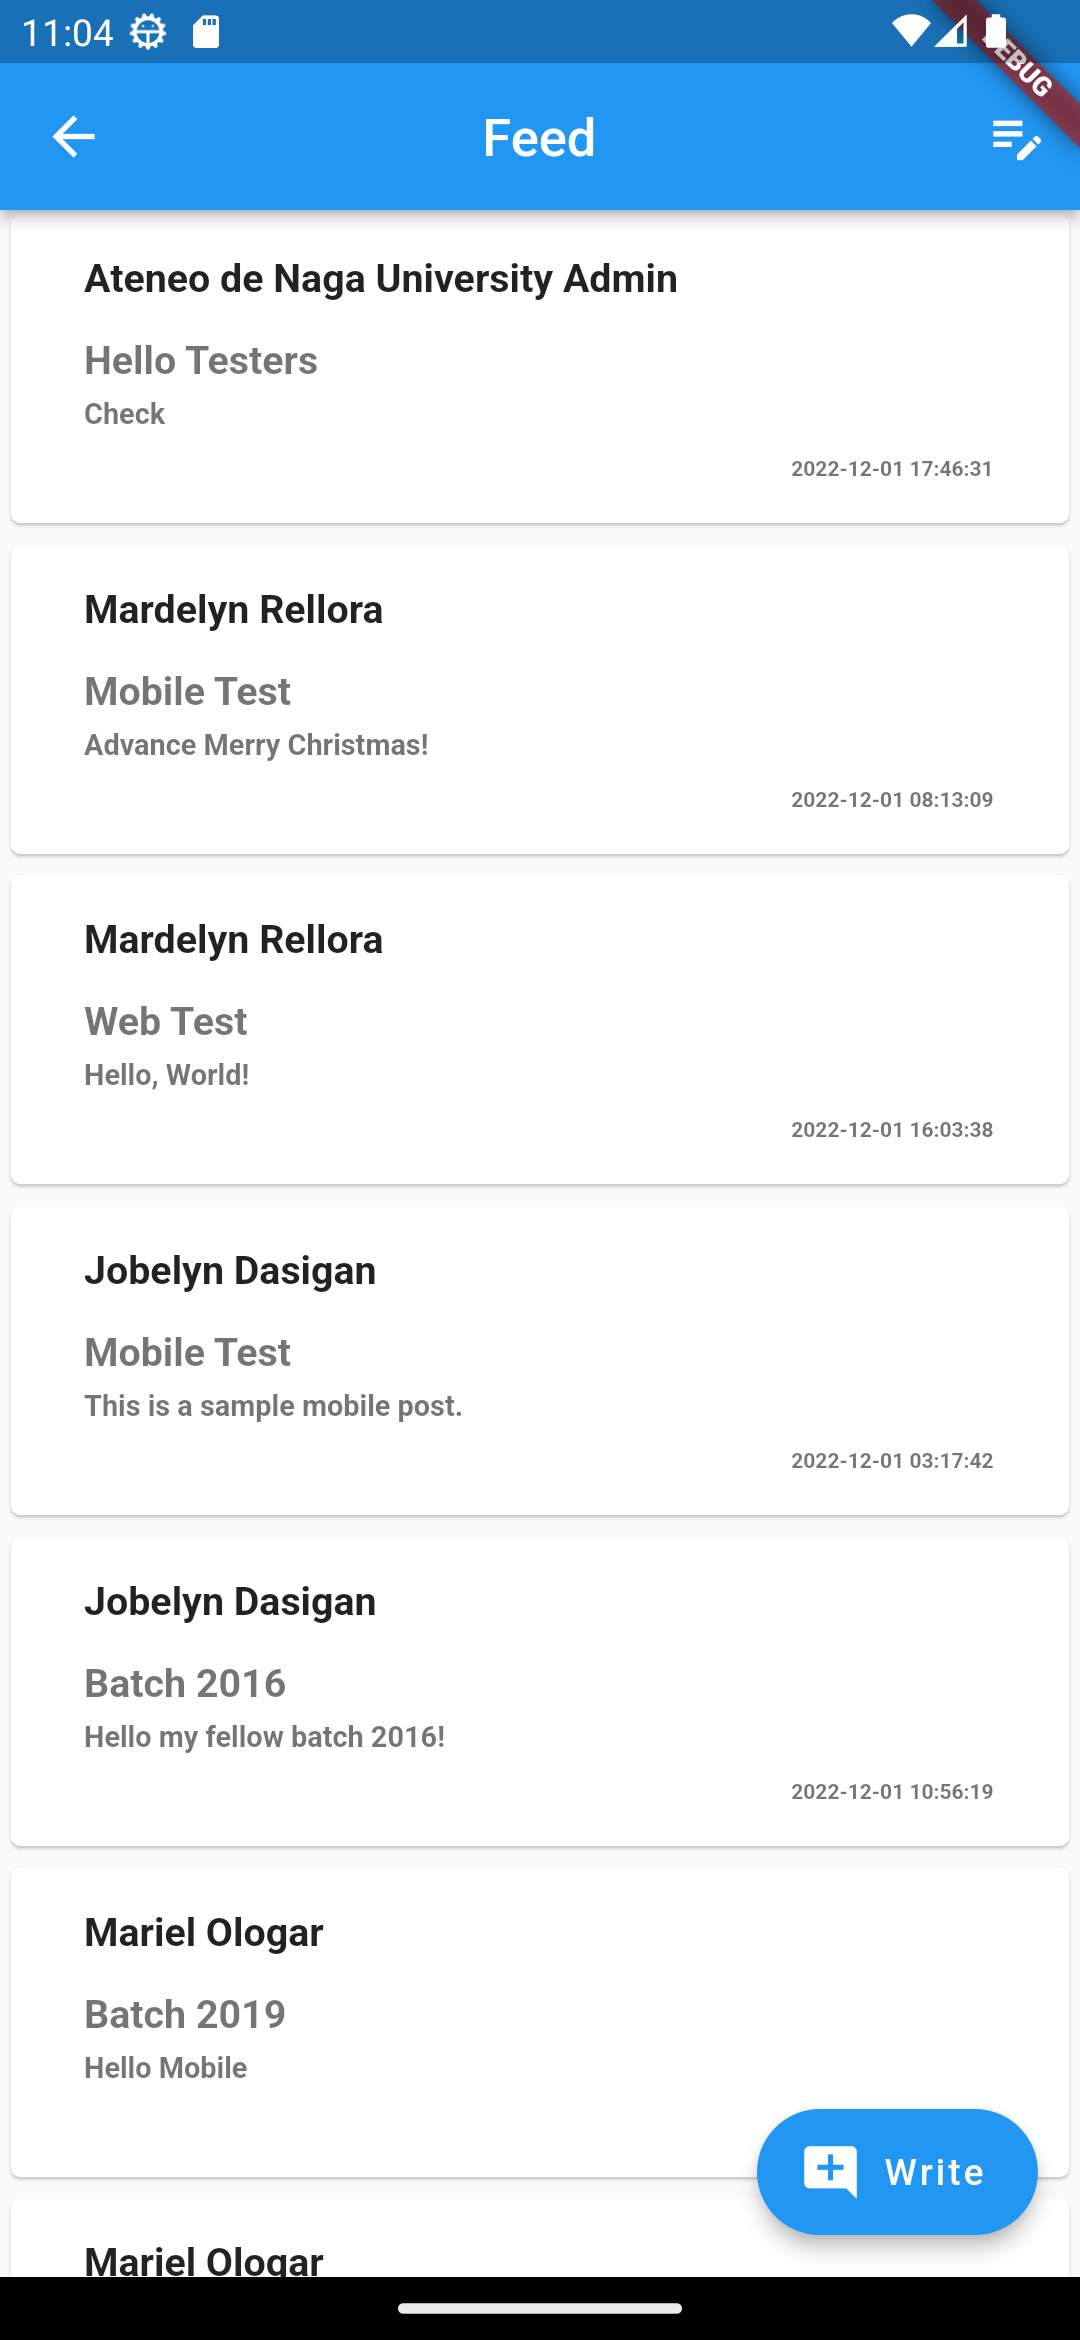 11:04
DEBUG
Feed
Ateneo de Naga University Admin
Hello Testers
Check
2022-12-01 17:46:31
Mardelyn Rellora
Mobile Test
Advance Merry Christmas!
2022-12-01 08:13:09
Mardelyn Rellora
Web Test
Hello, World!
2022-12-01 16:03:38
Jobelyn Dasigan
Mobile Test
This is a sample mobile post.
2022-12-01 03:17:42
Jobelyn Dasigan
Batch 2016
Hello my fellow batch 2016!
2022-12-01 10:56:19
Mariel Ologar
Batch 2019
Hello Mobile
Write
Mariel Ologar